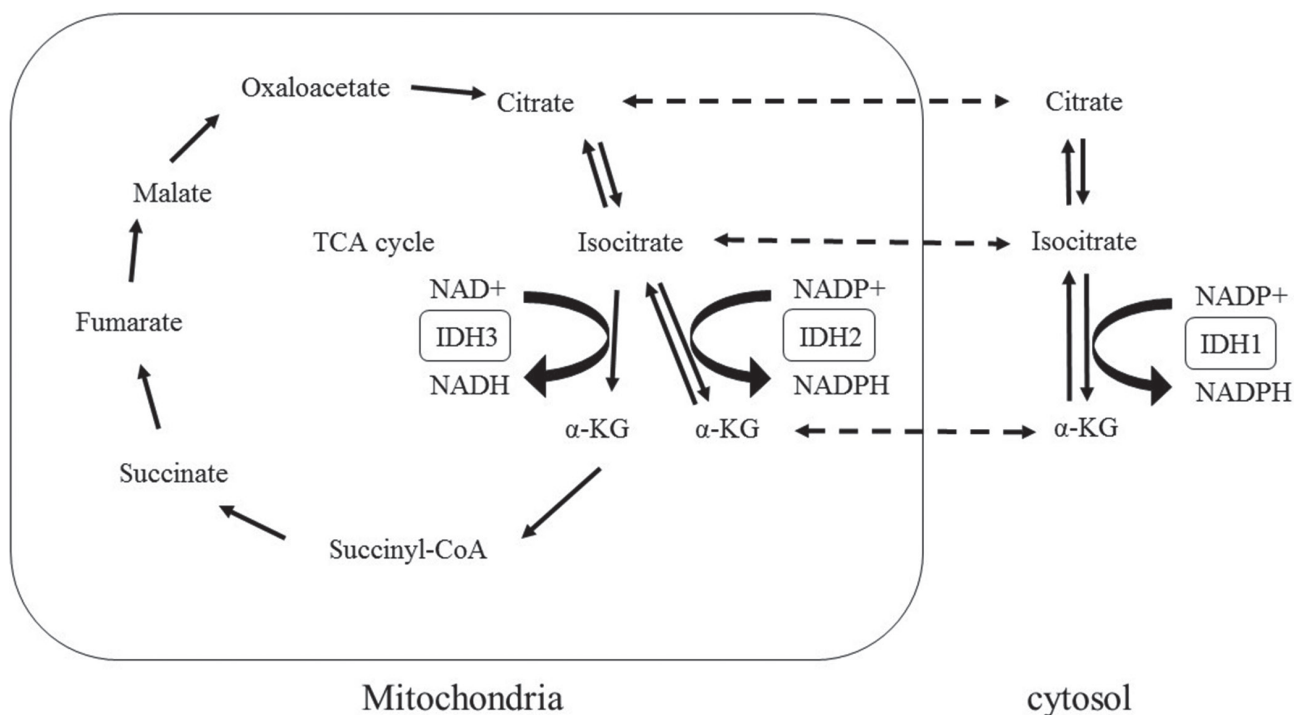 Oxaloacetate
Citrate
Citrate
Malate
TCA cycle
Isocitrate
Isocitrate
NAD+
NADP+
NADP+
Fumarate
IDH3
IDH2
IDH1
NADH
NADPH
NADPH
α-KG
α-KG
α-KG
Succinate
Succinyl-CoA
Mitochondria
cytosol